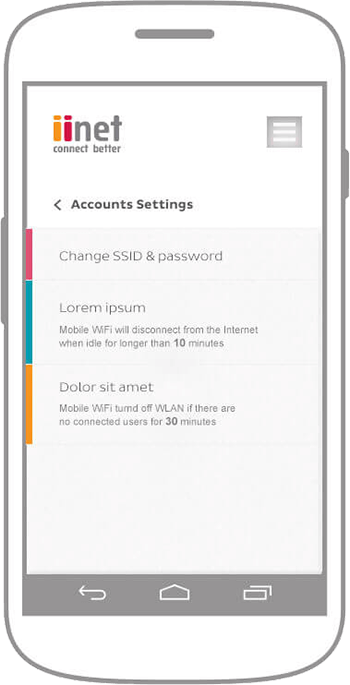 iinet
connect better
Accounts Settings
Change SSID & password
Lorem ipsum
Mobile WiFi will disconnect from the Internet
when idle for longer than 10 minutes
Dolor sit amet
Mobile WiFi turnd off WLAN if there are
no connected users for 30 minutes